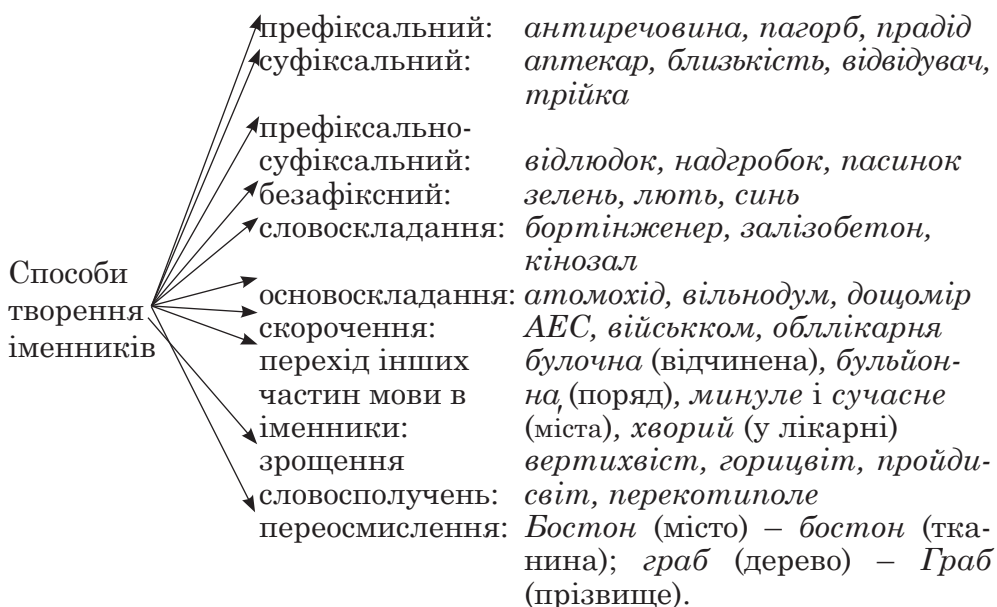 префіксальний: антиречовина, пагорб, прадід
суфіксальний: аптекар, близькість, відвідувач,
трійка
префіксально-
суфіксальний: відлюдок, надгробок, пасинок
безафіксний: зелень, лють, синь
словоскладання: бортінженер, залізобетон,
кінозал
Способи
творення
іменників
основоскладання: атомохід, вільнодум, дощомір
скорочення: АЕС, військком, обллікарня
перехід інших булочна (відчинена), бульйон-
частин мови в на (поряд), минуле і сучасне
іменники: (міста), хворий (у лікарні)
зрощення вертихвіст, горицвіт, пройди-
словосполучень: світ, перекотиполе
переосмислення: Бостон (місто) – бостон (тка-
нина); граб (дерево) – Граб
(прізвище).